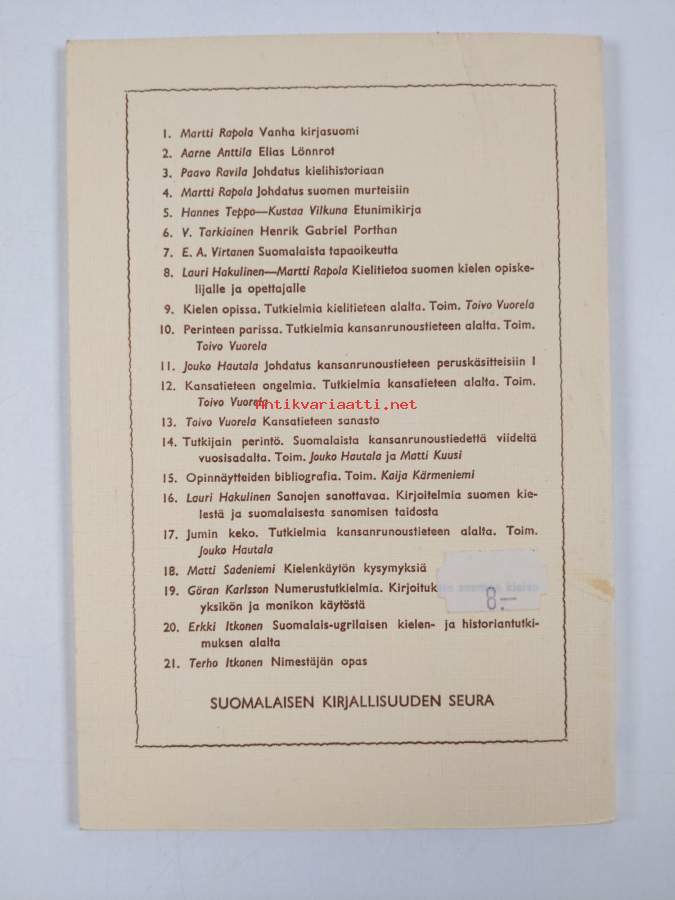 1. Martti Rapola Vanha kirjasuomi
2. Aarne Anttila Elias Lönnrot
3. Paavo Ravila Johdatus kielihistoriaan
4. Martti Rapola Johdatus suomen murteisiin
5. Hannes Teppo—Kustaa Vilkuna Etunimikirja
6. V. Tarkiainen Henrik Gabriel Porthan
7. E. A. Virtanen Suomalaista tapaoikeutta
8. Lauri Hakulinen—Martti Rapola Kielitietoa suomen kielen opiske-
lijalle ja opettajalle
9. Kielen opissa. Tutkielmia kielitieteen alalta. Toim. Toivo Vuorela
10. Perinteen parissa. Tutkielmia kansanrunoustieteen alalta. Toim.
Toivo Vuorela
11. Jouko Hautala Johdatus kansanrunoustieteen peruskäsitteisiin I
12. Kansatieteen ongelmia. Tutkielmia kansatieteen alalta. Toim.
Toivo Vuorela
Antikvariaatti.net
13. Toivo Vuorela Kansatieteen sanasto
14. Tutkijain perintö. Suomalaista kansanrunoustiedettä viideltä
vuosisadalta. Toim. Jouko Hautala ja Matti Kuusi
15. Opinnäytteiden bibliografia. Toim. Kaija Kärmeniemi
16. Lauri Hakulinen Sanojen sanottavaa. Kirjoitelmia suomen kie-
lestä ja suomalaisesta sanomisen taidosta
17. Jumin keko. Tutkielmia kansanrunoustieteen alalta. Toim.
Jouko Hautala
18. Matti Sadeniemi Kielenkäytön kysymyksiä
19. Göran Karlsson Numerustutkielmia. Kirjoituk
8.—
yksikön ja monikon käytöstä
20. Erkki Itkonen Suomalais-ugrilaisen kielen- ja historiantutki-
muksen alalta
21. Terho Itkonen Nimestäjän opas
SUOMALAISEN KIRJALLISUUDEN SEURA